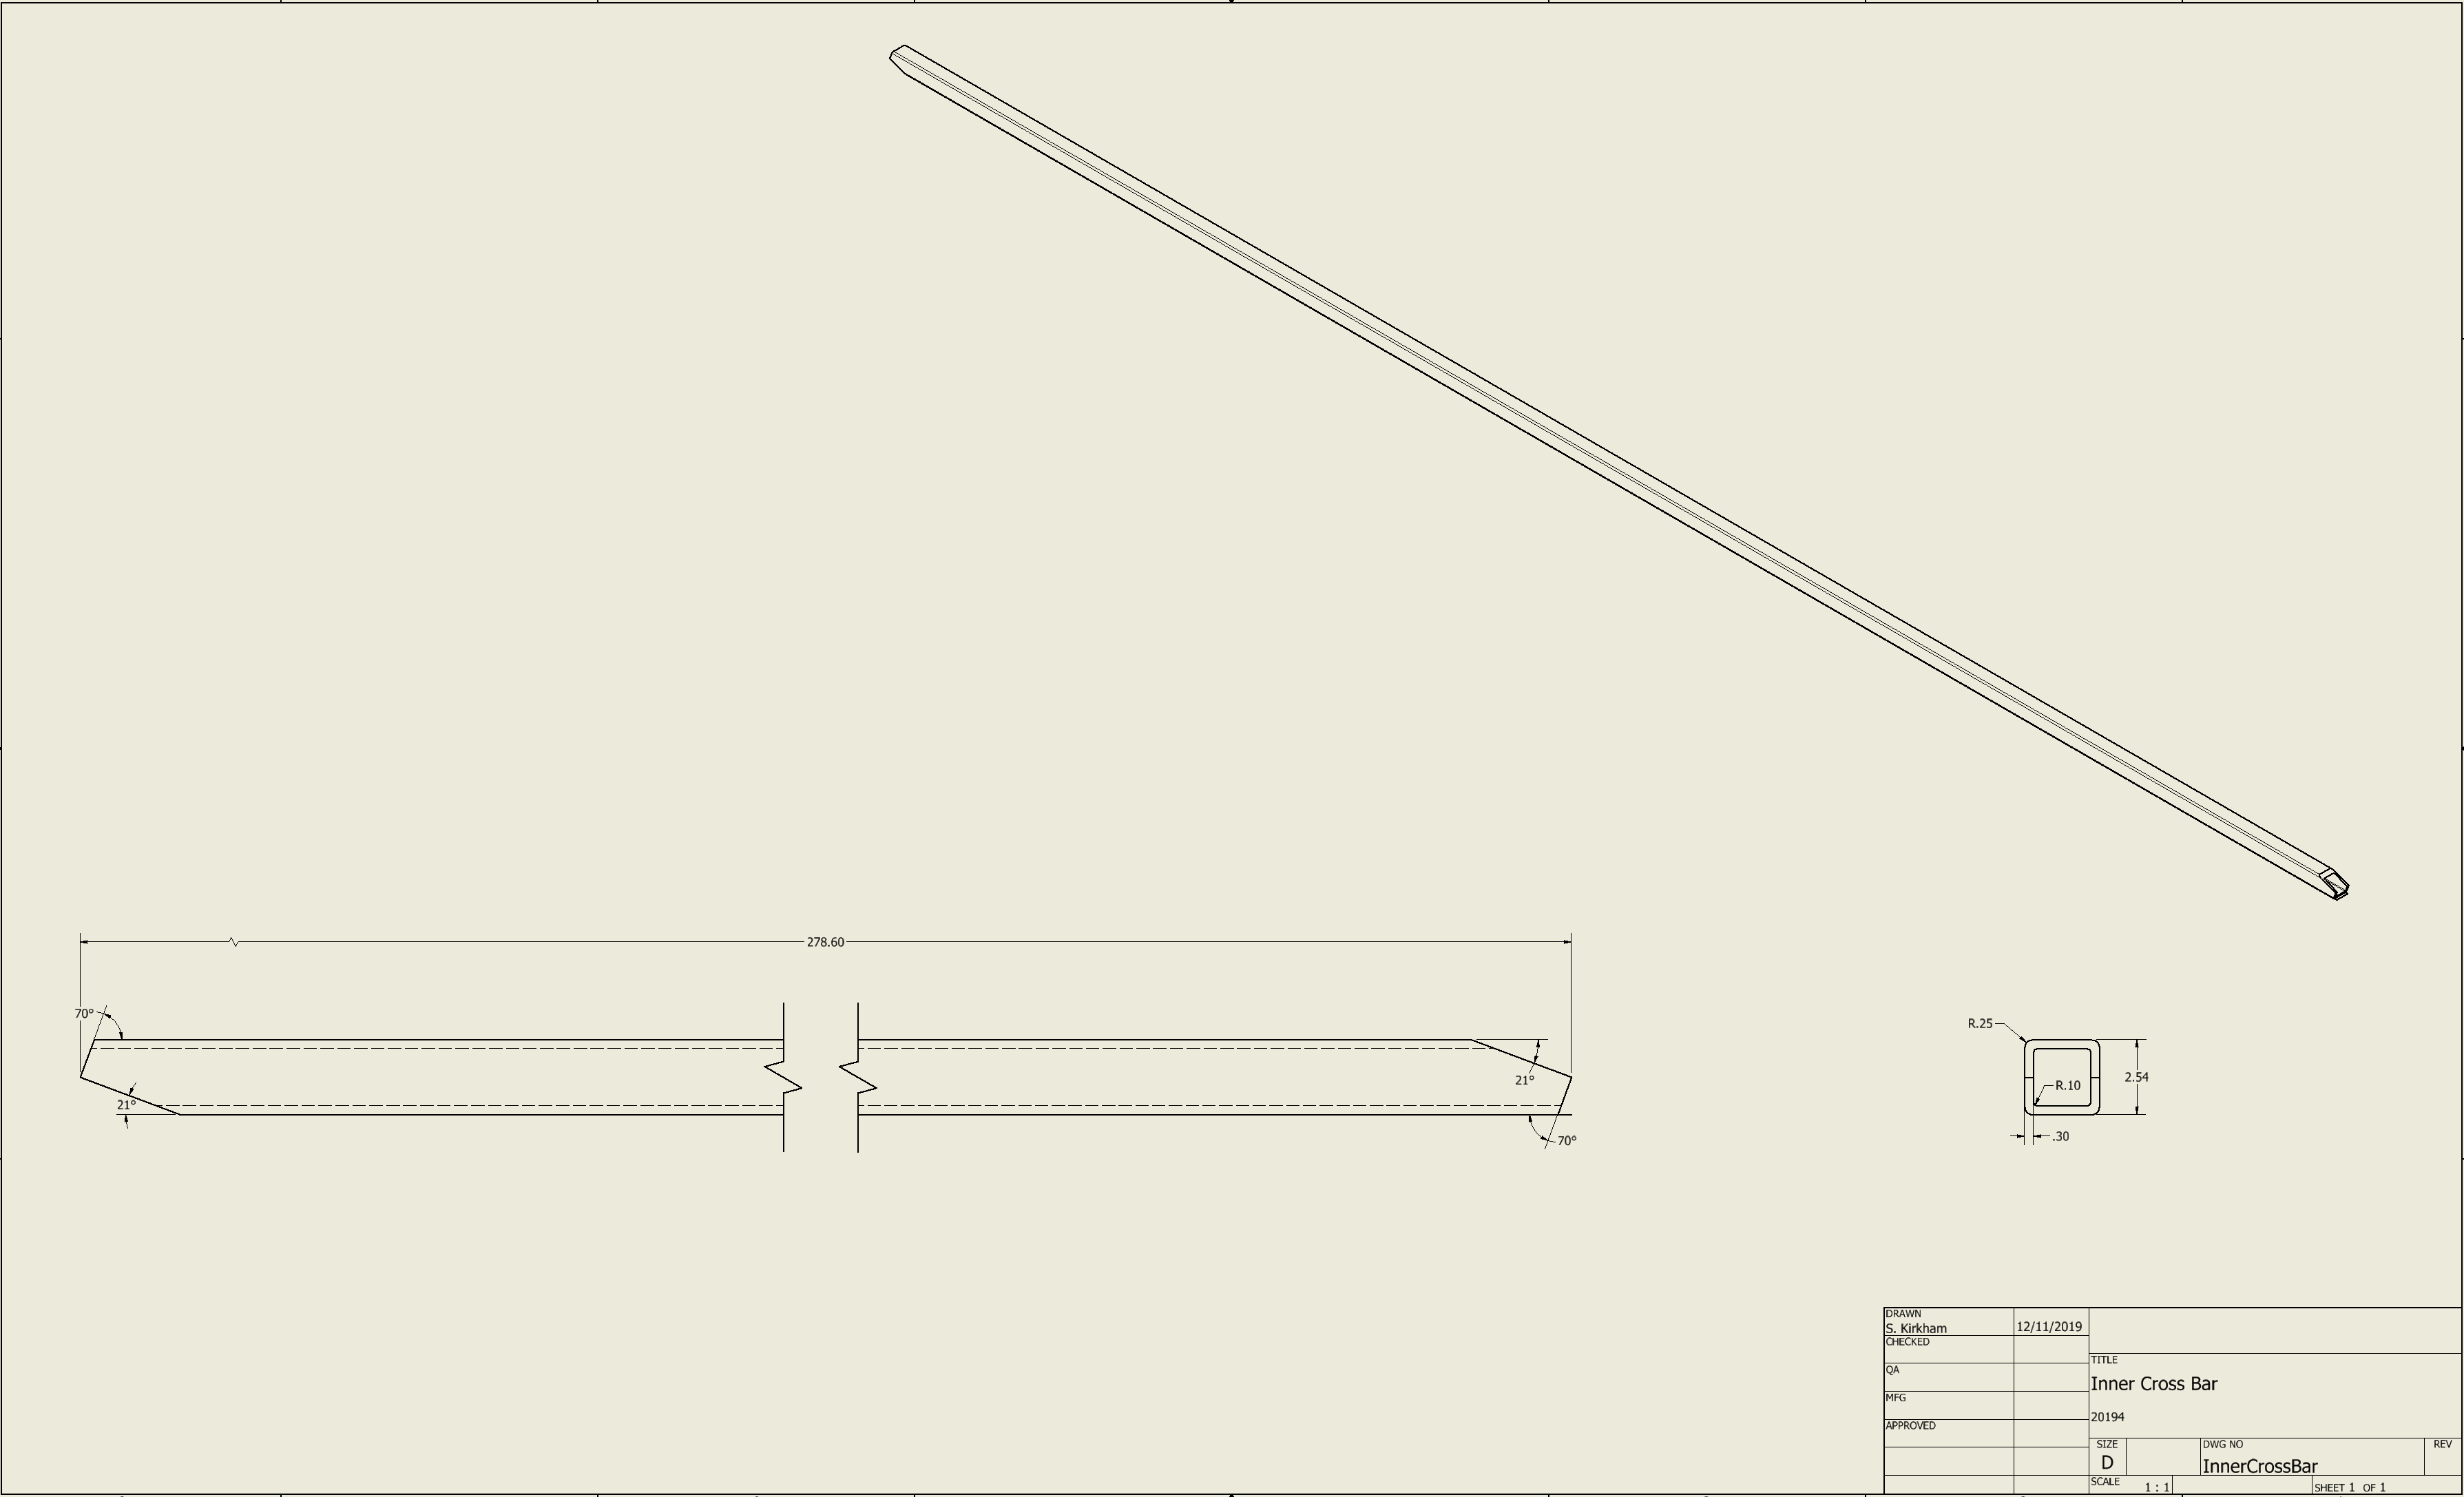 278.60
70°
21°
21°
70°
R.25
R.10
2.54
.30
DRAWN
S. Kirkham
12/11/2019
CHECKED
QA
MFG
APPROVED
TITLE
Inner Cross Bar
20194
SIZE
D
DWG NO
InnerCrossBar
REV
SCALE
1 : 1
SHEET 1 OF 1